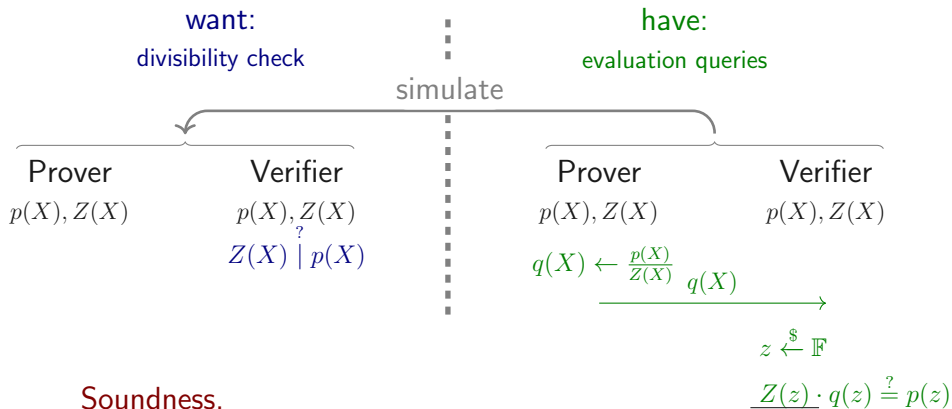 want:
divisibility check
have:
evaluation queries
simulate
Prover
p(X), Z(X)
Verifier
p(X), Z(X)
Z(X) ∣? p(X)
Prover
p(X), Z(X)
q(X) ← p(X)/Z(X)
q(X)
Verifier
p(X), Z(X)
z ←$ 𝔽
Z(z) · q(z) ≟ p(z)
Soundness.